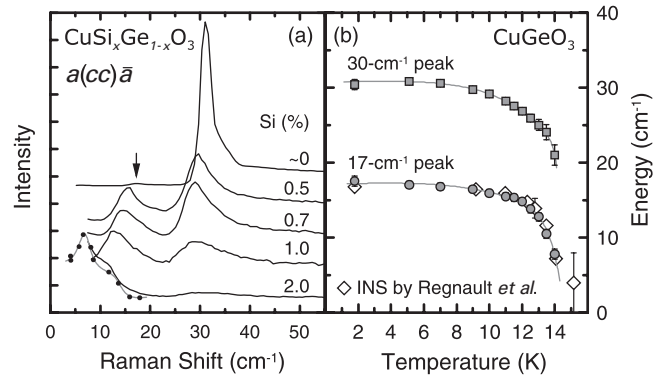 CuSiₓGe₁₋ₓO₃ (a)
a(cc)ā
Si (%)
~0
0.5
0.7
1.0
2.0
Intensity
0 10 20 30 40 50
Raman Shift (cm⁻¹)
(b) CuGeO₃
30-cm⁻¹ peak
17-cm⁻¹ peak
INS by Regnault et al.
40
30
20
10
0
Energy (cm⁻¹)
2 4 6 8 10 12 14 16
Temperature (K)